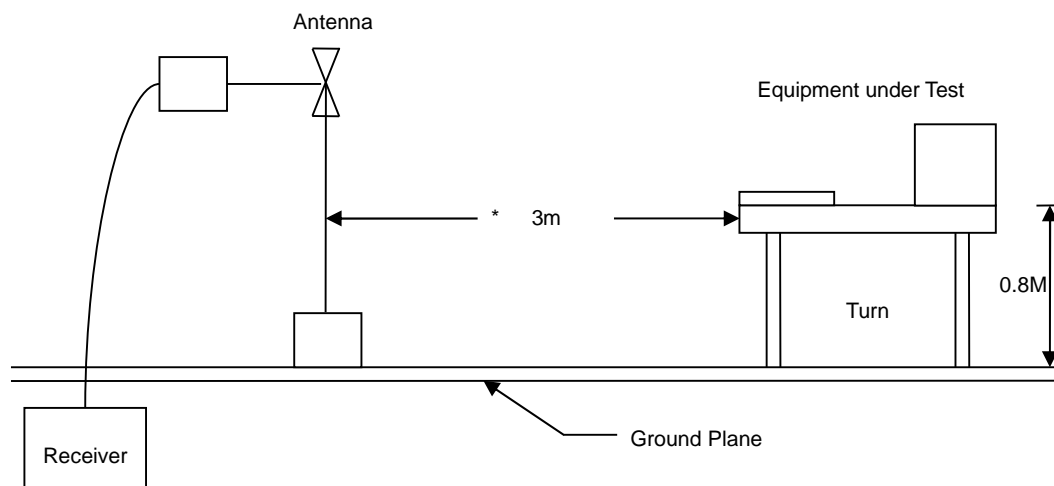 Antenna
Equipment under Test
* 3m
0.8M
Turn
Ground Plane
Receiver